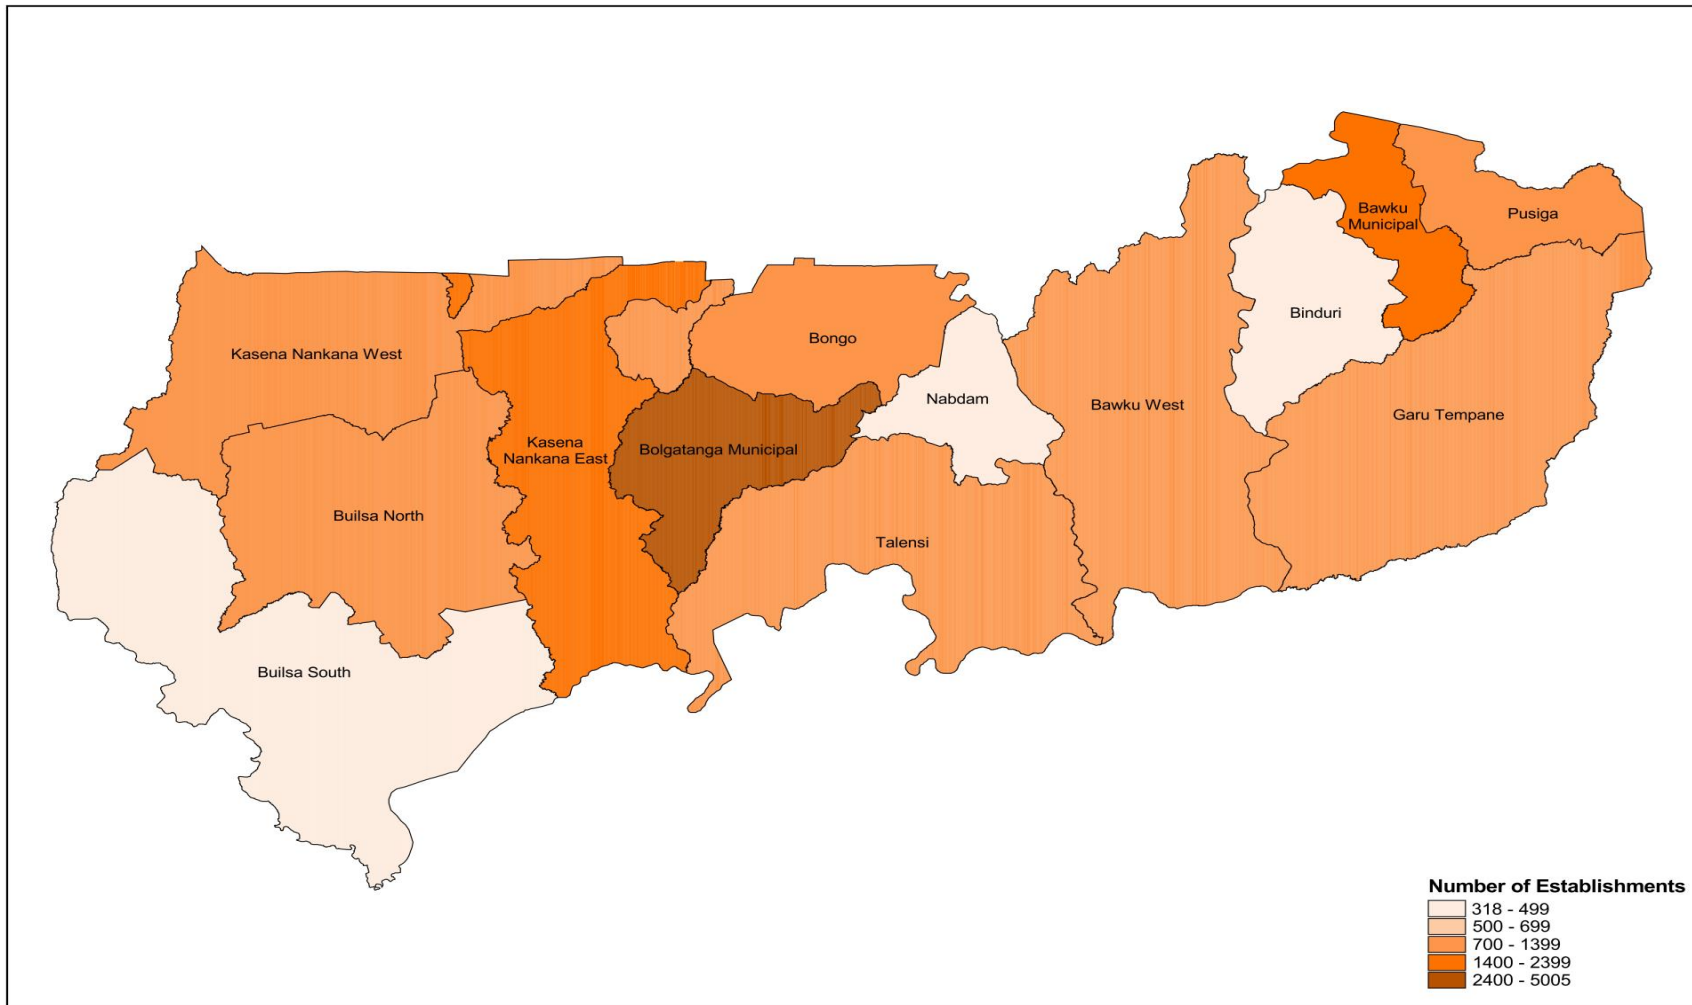 Bawku
Municipal
Pusiga
Binduri
Bongo
Kasena Nankana West
Nabdam
Bawku West
Garu Tempane
Kasena
Nankana East
Bolgatanga Municipal
Builsa North
Talensi
Builsa South
Number of Establishments
318 - 499
500 - 699
700 - 1399
1400 - 2399
2400 - 5005